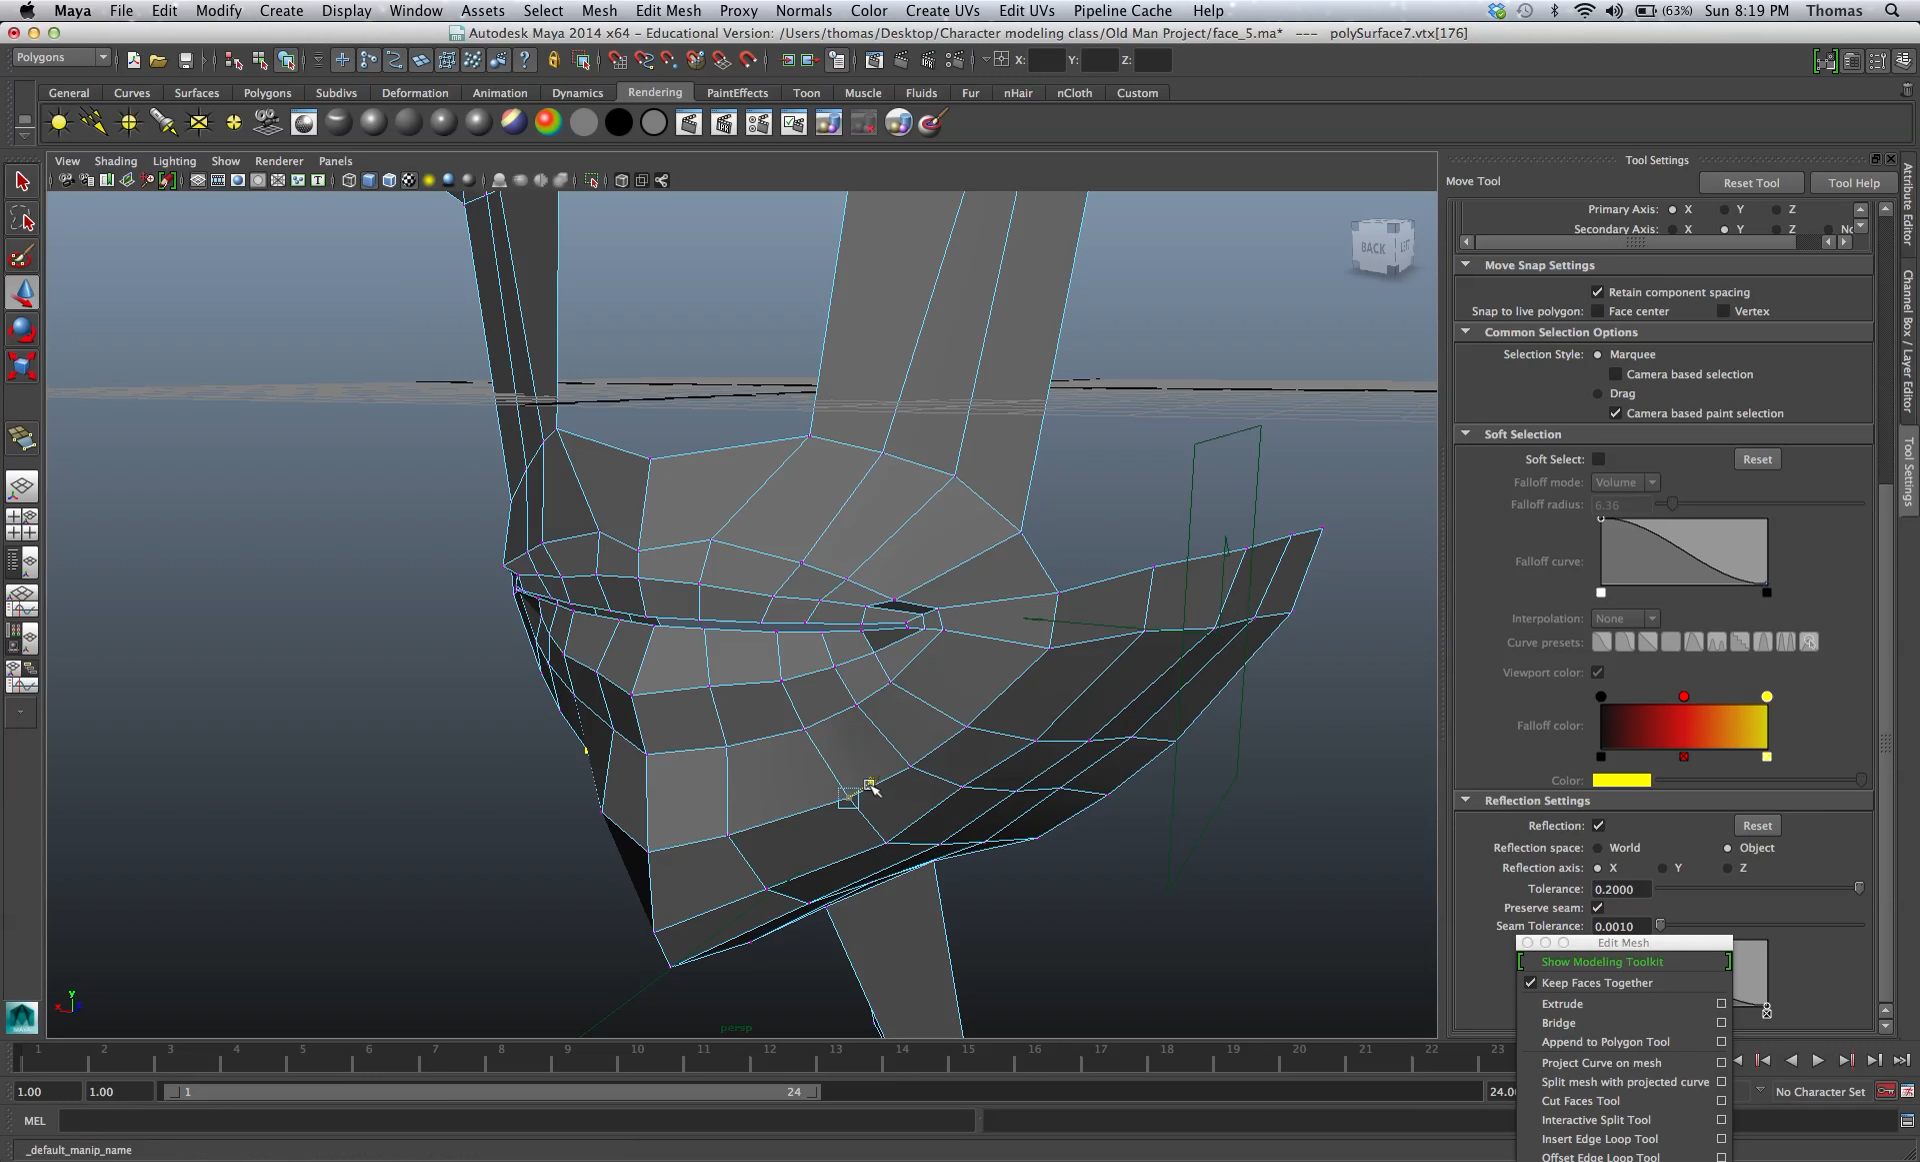 Maya File Edit Modify Create Display Window Assets Select Mesh Edit Mesh Proxy Normals Color Create UVs Edit UVs Pipeline Cache Help (63%) Sun 8:19 PM Thomas
Autodesk Maya 2014 x64 - Educational Version: /Users/thomas/Desktop/Character modeling class/Old Man Project/face_5.ma* --- polySurface7.vtx[176]
Polygons X: Y: Z:
General Curves Surfaces Polygons Subdivs Deformation Animation Dynamics Rendering PaintEffects Toon Muscle Fluids Fur nHair nCloth Custom
View Shading Lighting Show Renderer Panels
Tool Settings
Move Tool Reset Tool Tool Help
Primary Axis: X Y Z
Secondary Axis: X Y Z Nc
Move Snap Settings
Retain component spacing
Snap to live polygon: Face center Vertex
Common Selection Options
Selection Style: Marquee
Camera based selection
Drag
Camera based paint selection
Soft Selection
Soft Select: Reset
Falloff mode: Volume
Falloff radius: 6.36
Falloff curve:
Interpolation: None
Curve presets:
Viewport color:
Falloff color:
Color:
Reflection Settings
Reflection: Reset
Reflection space: World Object
Reflection axis: X Y Z
Tolerance: 0.2000
Preserve seam:
Seam Tolerance: 0.0010
Edit Mesh
Show Modeling Toolkit
Keep Faces Together
Extrude
Bridge
Append to Polygon Tool
Project Curve on mesh
Split mesh with projected curve
Cut Faces Tool
Interactive Split Tool
Insert Edge Loop Tool
Offset Edge Loop Tool
Attribute Editor
Channel Box / Layer Editor
Tool Settings
BACK LEFT
y
x
persp
1 2 3 4 5 6 7 8 9 10 11 12 13 14 15 16 17 18 19 20 21 22 23
1.00 1.00 1 24 24.0 No Character Set
MEL
_default_manip_name